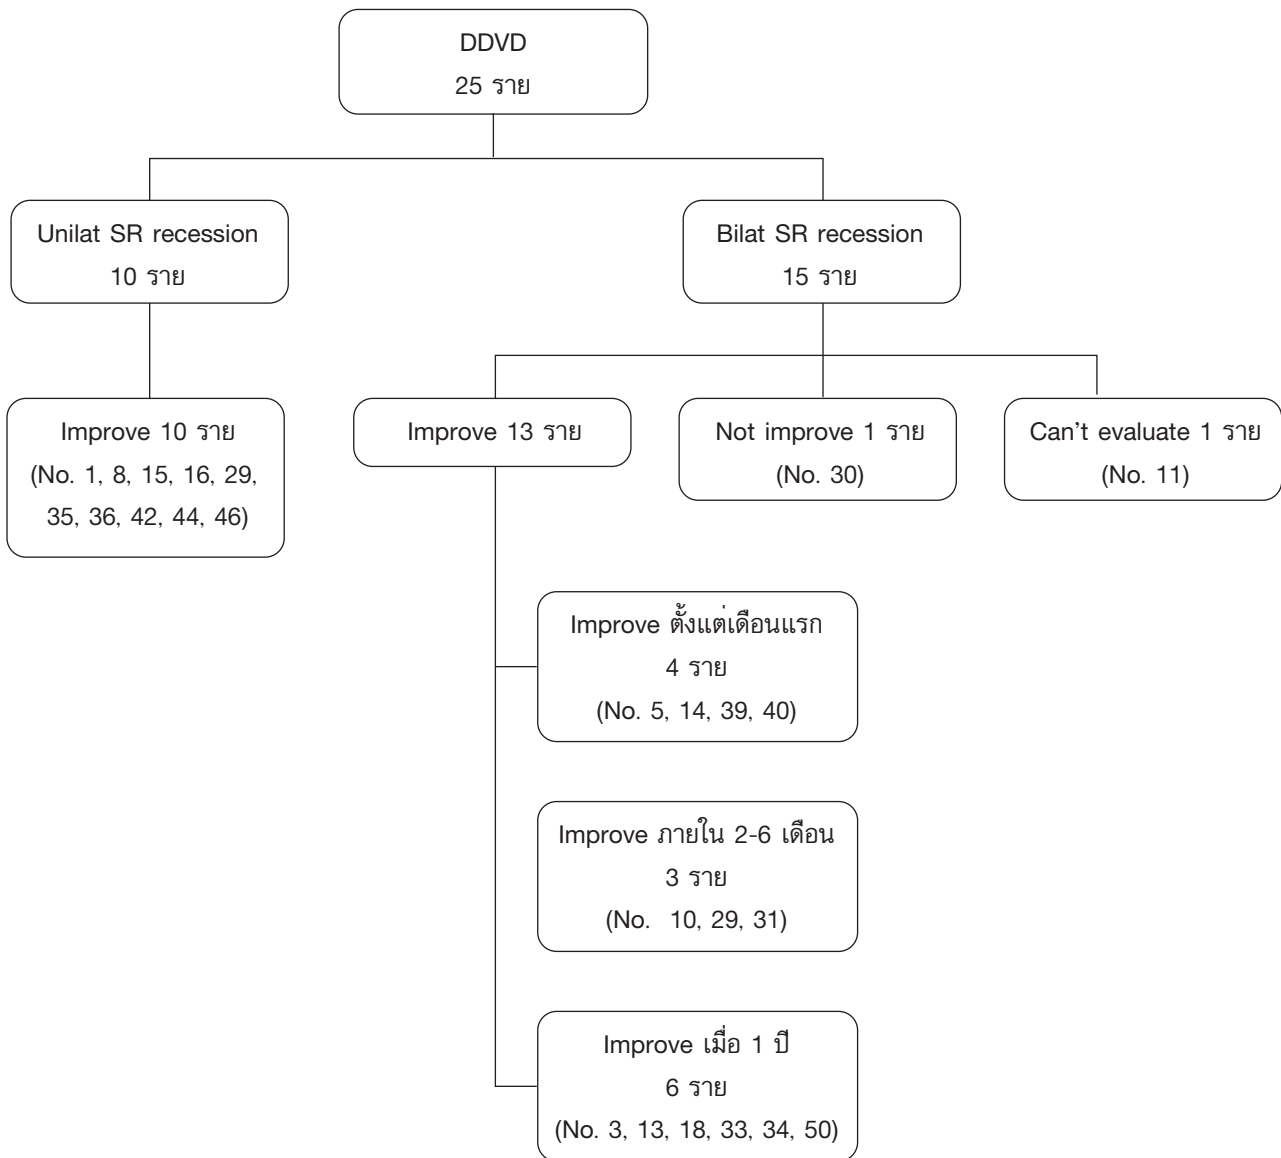 DDVD
25 ราย
Unilat SR recession
10 ราย
Bilat SR recession
15 ราย
Improve 10 ราย
(No. 1, 8, 15, 16, 29,
35, 36, 42, 44, 46)
Improve 13 ราย
Not improve 1 ราย
(No. 30)
Can't evaluate 1 ราย
(No. 11)
Improve ตั้งแต่เดือนแรก
4 ราย
(No. 5, 14, 39, 40)
Improve ภายใน 2-6 เดือน
3 ราย
(No. 10, 29, 31)
Improve เมื่อ 1 ปี
6 ราย
(No. 3, 13, 18, 33, 34, 50)